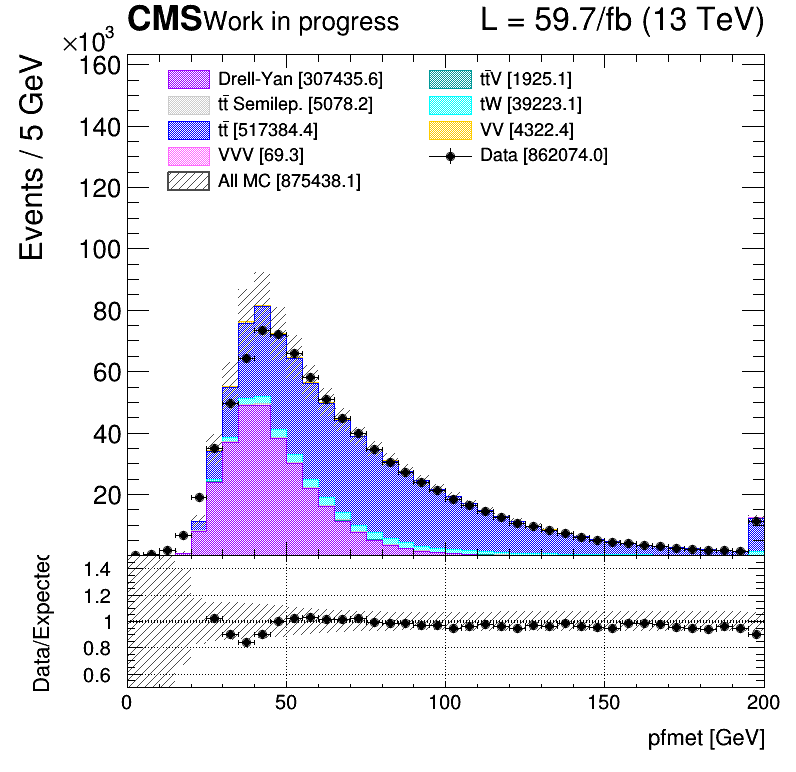 CMS Work in progress L = 59.7/fb (13 TeV)
×10³
Events / 5 GeV
160
140
120
100
80
60
40
20
Drell-Yan [307435.6]
tt̄ Semilep. [5078.2]
tt̄ [517384.4]
VVV [69.3]
All MC [875438.1]
tt̄V [1925.1]
tW [39223.1]
VV [4322.4]
Data [862074.0]
Data/Expected
1.4
1.2
1
0.8
0.6
0 50 100 150 200
pfmet [GeV]